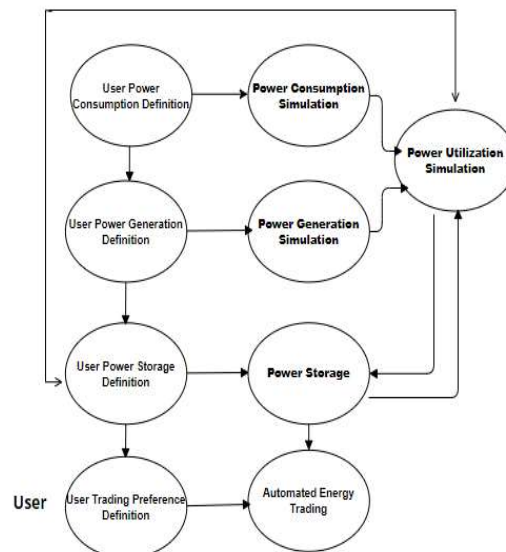 User Power
Consumption Definition
Power Consumption
Simulation
Power Utilization
Simulation
User Power Generation
Definition
Power Generation
Simulation
User Power Storage
Definition
Power Storage
User
User Trading Preference
Definition
Automated Energy
Trading